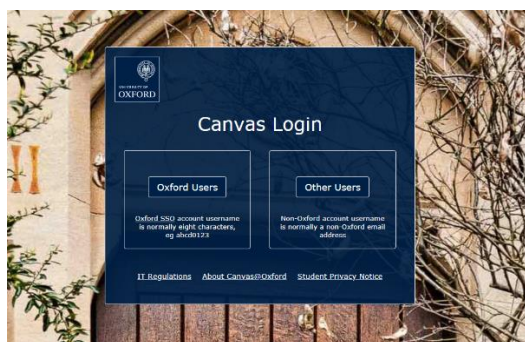 UNIVERSITY OF
OXFORD
Canvas Login
Oxford Users
Oxford SSO account username
is normally eight characters,
eg abcd0123
Other Users
Non-Oxford account username
is normally a non-Oxford email
address
IT Regulations About Canvas@Oxford Student Privacy Notice